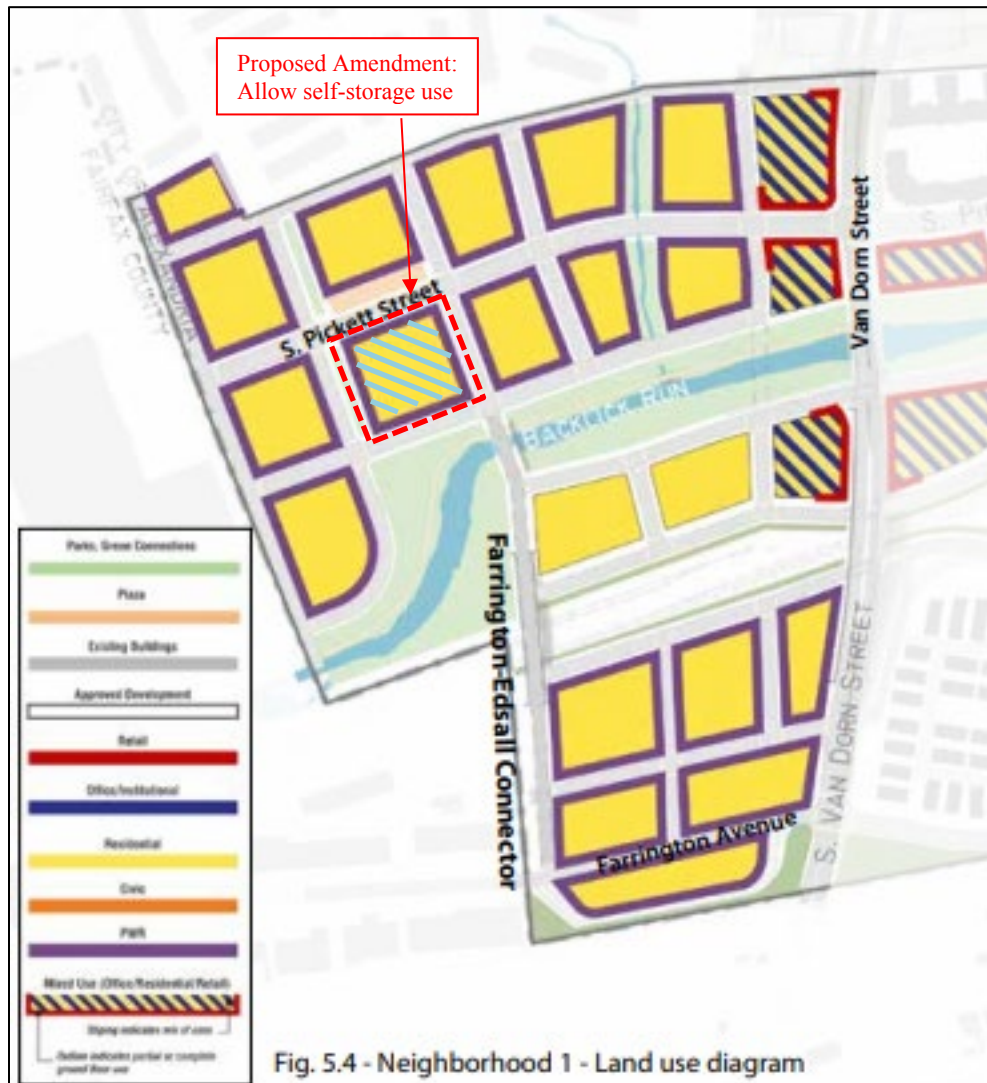 Proposed Amendment:
Allow self-storage use
CITY OF ALEXANDRIA
FAIRFAX COUNTY
S. Pickett Street
Van Dorn Street
BACKLICK RUN
Farrington-Edsall Connector
S. VAN DORN STREET
Farrington Avenue
Parks, Green Connections
Plaza
Existing Buildings
Approved Development
Retail
Office/Institutional
Residential
Civic
PWR
Mixed Use (Office/Residential/Retail)
Striping indicates mix of uses
Outline indicates partial or complete
ground floor use
Fig. 5.4 - Neighborhood 1 - Land use diagram